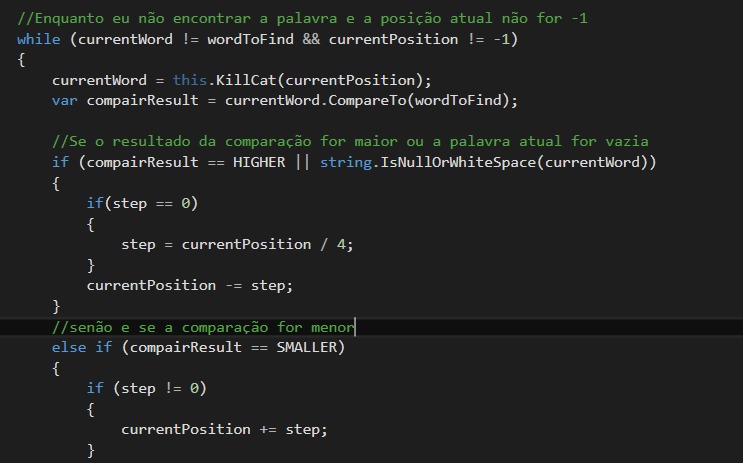 //Enquanto eu não encontrar a palavra e a posição atual não for -1
while (currentWord != wordToFind && currentPosition != -1)
{
    currentWord = this.KillCat(currentPosition);
    var compairResult = currentWord.CompareTo(wordToFind);

    //Se o resultado da comparação for maior ou a palavra atual for vazia
    if (compairResult == HIGHER || string.IsNullOrWhiteSpace(currentWord))
    {
        if(step == 0)
        {
            step = currentPosition / 4;
        }
        currentPosition -= step;
    }
    //senão e se a comparação for menor
    else if (compairResult == SMALLER)
    {
        if (step != 0)
        {
            currentPosition += step;
        }